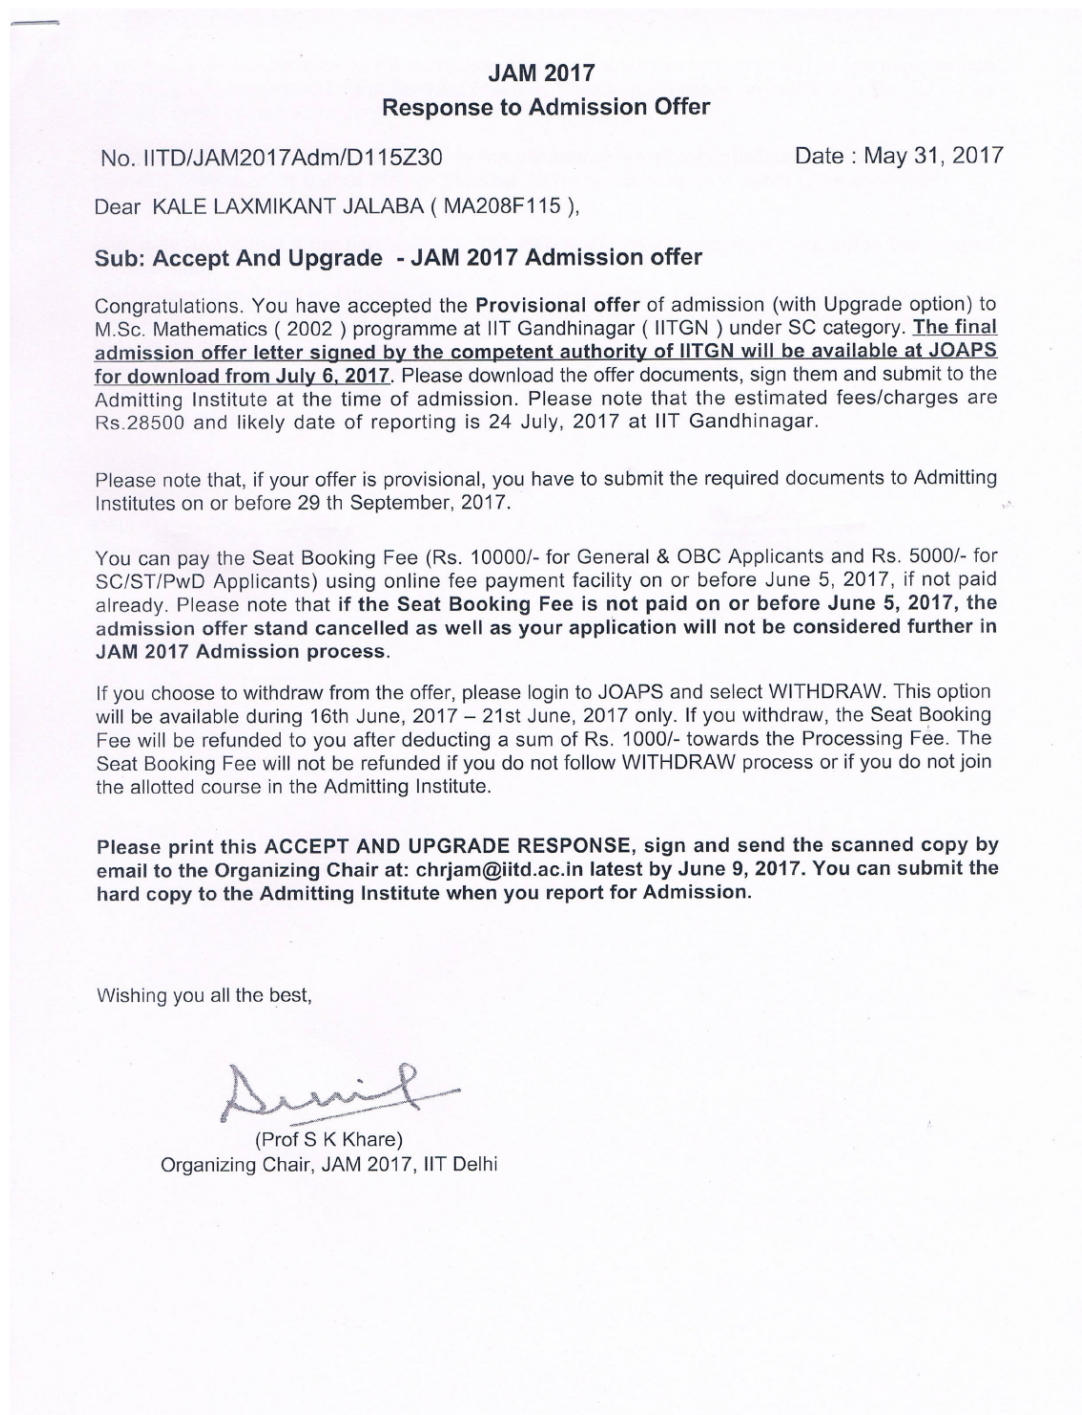 JAM 2017
Response to Admission Offer
No. IITD/JAM2017Adm/D115Z30 Date : May 31, 2017
Dear KALE LAXMIKANT JALABA ( MA208F115 ),
Sub: Accept And Upgrade - JAM 2017 Admission offer
Congratulations. You have accepted the Provisional offer of admission (with Upgrade option) to
M.Sc. Mathematics ( 2002 ) programme at IIT Gandhinagar ( IITGN ) under SC category. The final
admission offer letter signed by the competent authority of IITGN will be available at JOAPS
for download from July 6, 2017. Please download the offer documents, sign them and submit to the
Admitting Institute at the time of admission. Please note that the estimated fees/charges are
Rs.28500 and likely date of reporting is 24 July, 2017 at IIT Gandhinagar.
Please note that, if your offer is provisional, you have to submit the required documents to Admitting
Institutes on or before 29 th September, 2017.
You can pay the Seat Booking Fee (Rs. 10000/- for General & OBC Applicants and Rs. 5000/- for
SC/ST/PwD Applicants) using online fee payment facility on or before June 5, 2017, if not paid
already. Please note that if the Seat Booking Fee is not paid on or before June 5, 2017, the
admission offer stand cancelled as well as your application will not be considered further in
JAM 2017 Admission process.
If you choose to withdraw from the offer, please login to JOAPS and select WITHDRAW. This option
will be available during 16th June, 2017 – 21st June, 2017 only. If you withdraw, the Seat Booking
Fee will be refunded to you after deducting a sum of Rs. 1000/- towards the Processing Fee. The
Seat Booking Fee will not be refunded if you do not follow WITHDRAW process or if you do not join
the allotted course in the Admitting Institute.
Please print this ACCEPT AND UPGRADE RESPONSE, sign and send the scanned copy by
email to the Organizing Chair at: chrjam@iitd.ac.in latest by June 9, 2017. You can submit the
hard copy to the Admitting Institute when you report for Admission.
Wishing you all the best,
(Prof S K Khare)
Organizing Chair, JAM 2017, IIT Delhi